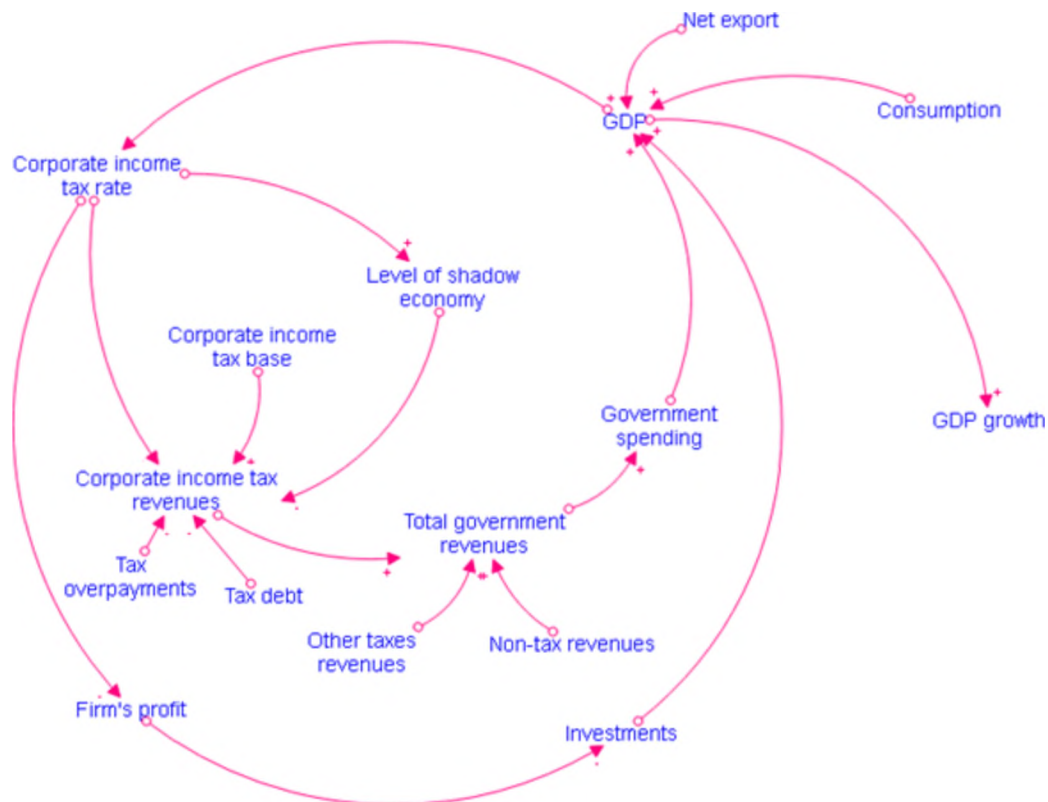 Net export
Consumption
GDP
Corporate income
tax rate
Level of shadow
economy
Corporate income
tax base
Government
spending
GDP growth
Corporate income tax
revenues
Total government
revenues
Tax
overpayments
Tax debt
Other taxes
revenues
Non-tax revenues
Firm's profit
Investments